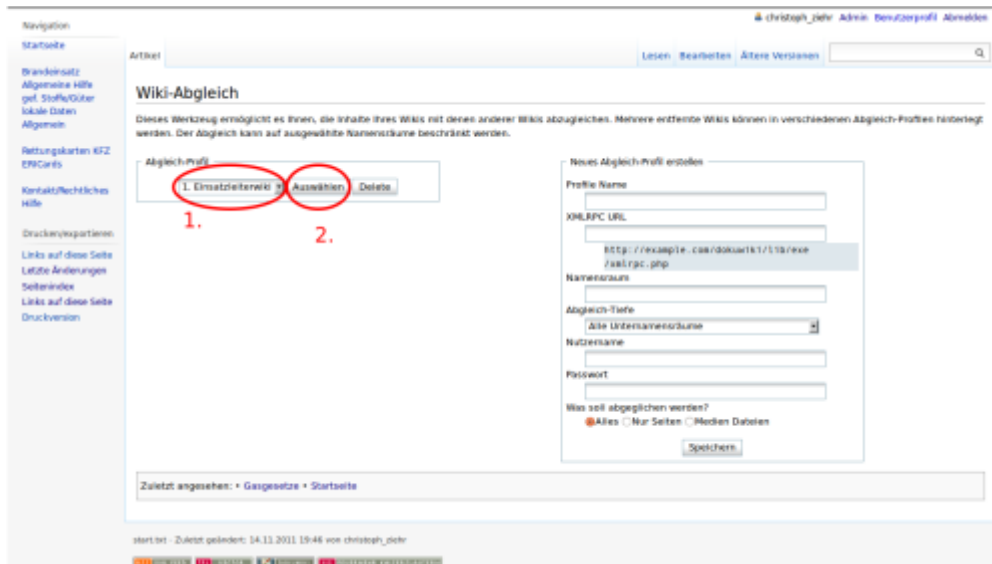 Navigation
christoph_ziehr Admin Benutzerprofil Abmelden
Startseite
Artikel
Lesen Bearbeiten Ältere Versionen
Brandeinsatz
Allgemeine Hilfe
gef. Stoffe/Güter
lokale Daten
Allgemein
Rettungskarten KFZ
ERICards
Kontakt/Rechtliches
Hilfe
Drucken/exportieren
Links auf diese Seite
Letzte Änderungen
Seitenindex
Links auf diese Seite
Druckversion
Wiki-Abgleich
Dieses Werkzeug ermöglicht es Ihnen, die Inhalte Ihres Wikis mit denen anderer Wikis abzugleichen. Mehrere entfernte Wikis können in verschiedenen Abgleich-Profilen hinterlegt
werden. Der Abgleich kann auf ausgewählte Namensräume beschränkt werden.
Abgleich-Profil
1. Einsatzleiterwiki Auswählen Delete
1.
2.
Neues Abgleich-Profil erstellen
Profile Name
XMLRPC URL
http://example.com/dokuwiki/lib/exe
/xmlrpc.php
Namensraum
Abgleich-Tiefe
Alle Unternamensräume
Nutzername
Passwort
Was soll abgeglichen werden?
Alles Nur Seiten Medien Dateien
Speichern
Zuletzt angesehen: • Gasgesetze • Startseite
start.txt · Zuletzt geändert: 14.11.2011 19:46 von christoph_ziehr